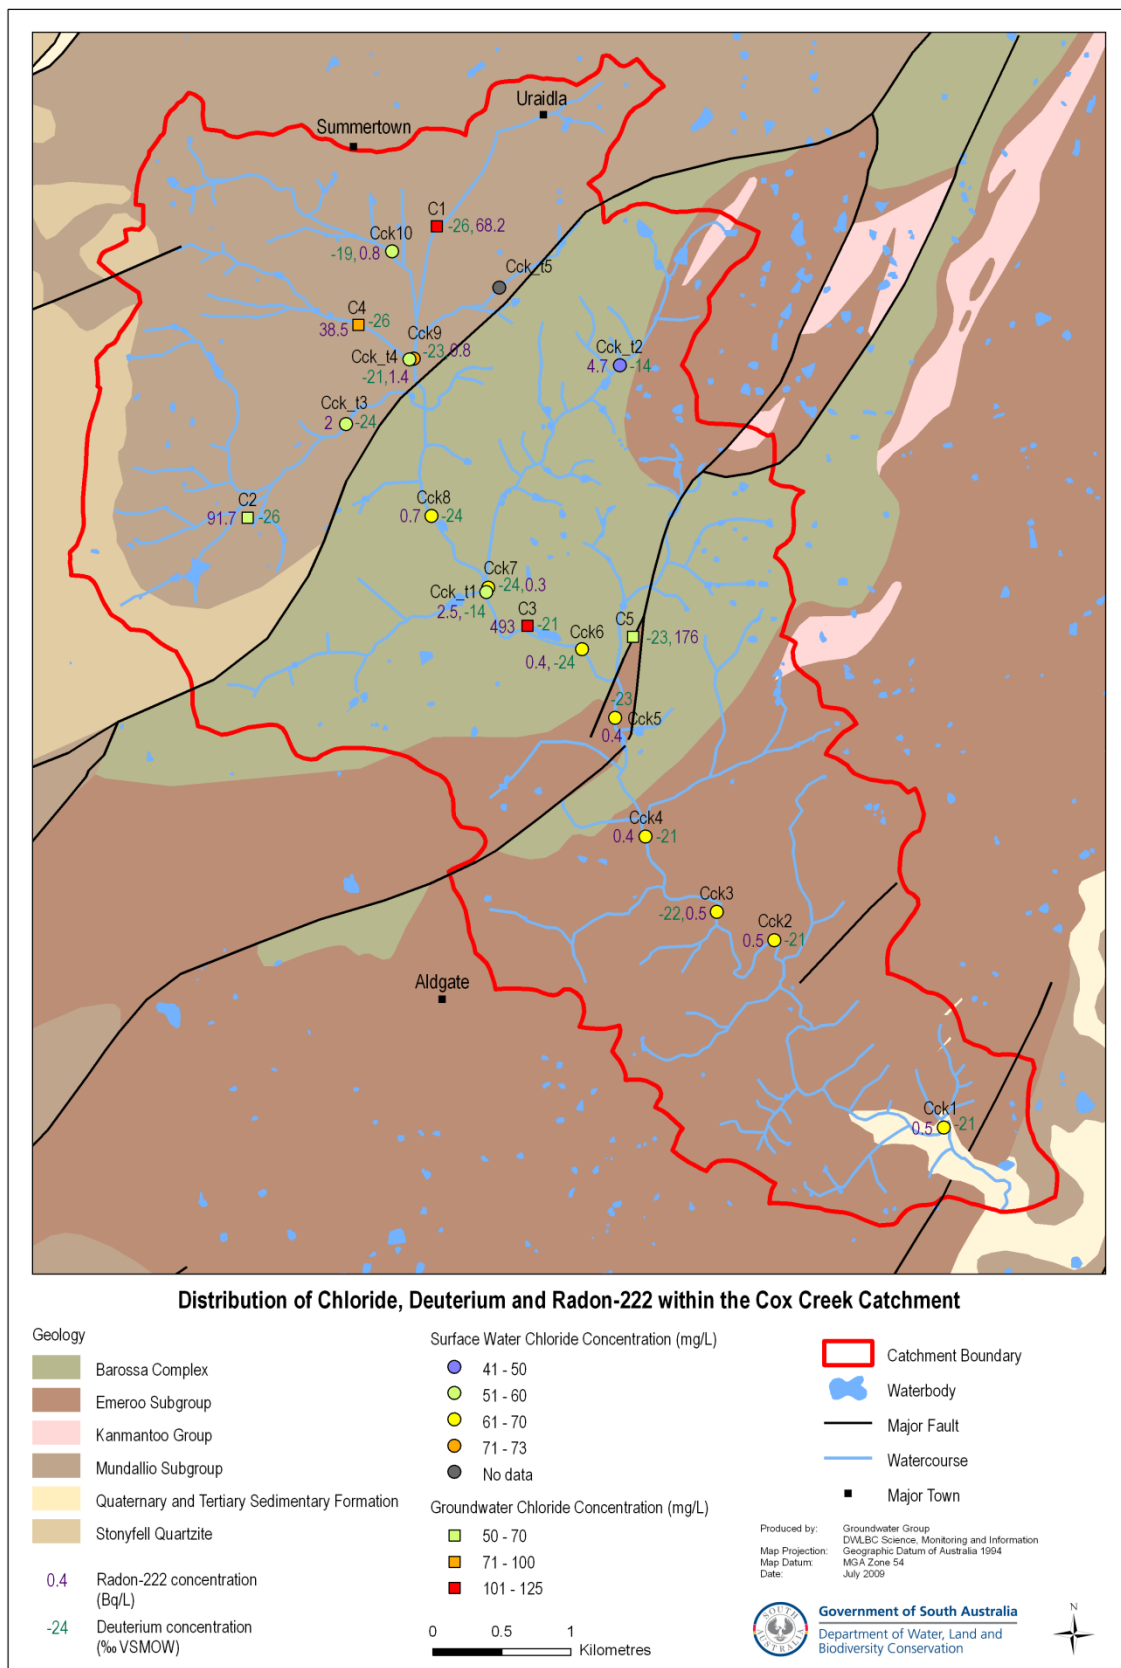 Uraidla
Summertown
C1
-26, 68.2
Cck10
-19, 0.8
Cck_t5
C4
-26
38.5
Cck9
-23, 0.8
Cck_t4
-21, 1.4
Cck_t2
4.7
-14
Cck_t3
2
-24
C2
91.7
-26
Cck8
0.7
-24
Cck7
-24, 0.3
Cck_t1
2.5, -14
C3
493
-21
Cck6
0.4, -24
C5
-23, 176
-23
Cck5
0.4
Cck4
0.4
-21
Cck3
-22, 0.5
Cck2
0.5
-21
Aldgate
Cck1
0.5
-21
Distribution of Chloride, Deuterium and Radon-222 within the Cox Creek Catchment
Geology
Barossa Complex
Emeroo Subgroup
Kanmantoo Group
Mundallio Subgroup
Quaternary and Tertiary Sedimentary Formation
Stonyfell Quartzite
0.4 Radon-222 concentration
(Bq/L)
-24 Deuterium concentration
(‰ VSMOW)
Surface Water Chloride Concentration (mg/L)
41 - 50
51 - 60
61 - 70
71 - 73
No data
Groundwater Chloride Concentration (mg/L)
50 - 70
71 - 100
101 - 125
0 0.5 1
Kilometres
Catchment Boundary
Waterbody
Major Fault
Watercourse
Major Town
Produced by: Groundwater Group
DWLBC Science, Monitoring and Information
Map Projection: Geographic Datum of Australia 1994
Map Datum: MGA Zone 54
Date: July 2009
SOUTH AUSTRALIA
Government of South Australia
Department of Water, Land and
Biodiversity Conservation
N